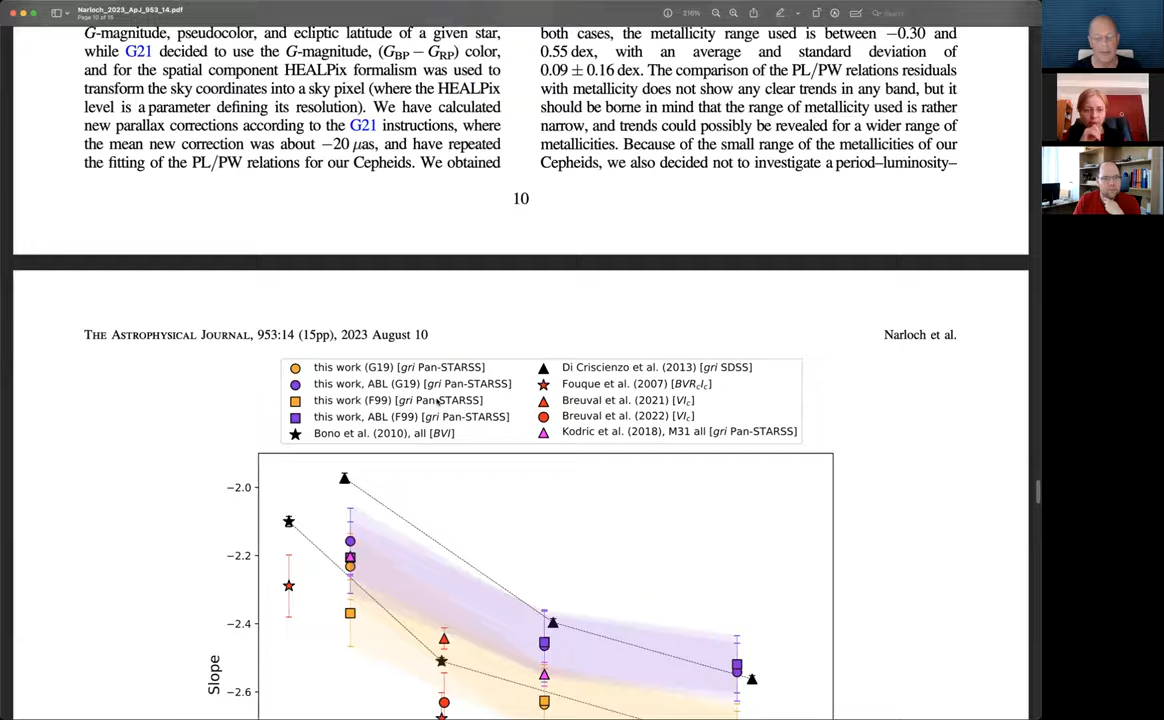 Narloch_2023_ApJ_953_14.pdf
Page 10 of 15
216%
Search
G-magnitude, pseudocolor, and ecliptic latitude of a given star,
while G21 decided to use the G-magnitude, (GBP − GRP) color,
and for the spatial component HEALPix formalism was used to
transform the sky coordinates into a sky pixel (where the HEALPix
level is a parameter defining its resolution). We have calculated
new parallax corrections according to the G21 instructions, where
the mean new correction was about −20 μas, and have repeated
the fitting of the PL/PW relations for our Cepheids. We obtained
both cases, the metallicity range used is between −0.30 and
0.55 dex, with an average and standard deviation of
0.09 ± 0.16 dex. The comparison of the PL/PW relations residuals
with metallicity does not show any clear trends in any band, but it
should be borne in mind that the range of metallicity used is rather
narrow, and trends could possibly be revealed for a wider range of
metallicities. Because of the small range of the metallicities of our
Cepheids, we also decided not to investigate a period–luminosity–
10
THE ASTROPHYSICAL JOURNAL, 953:14 (15pp), 2023 August 10
Narloch et al.
this work (G19) [gri Pan-STARSS]
this work, ABL (G19) [gri Pan-STARSS]
this work (F99) [gri Pan-STARSS]
this work, ABL (F99) [gri Pan-STARSS]
Bono et al. (2010), all [BVI]
Di Criscienzo et al. (2013) [gri SDSS]
Fouque et al. (2007) [BVRcIc]
Breuval et al. (2021) [VIc]
Breuval et al. (2022) [VIc]
Kodric et al. (2018), M31 all [gri Pan-STARSS]
−2.0
−2.2
−2.4
−2.6
Slope